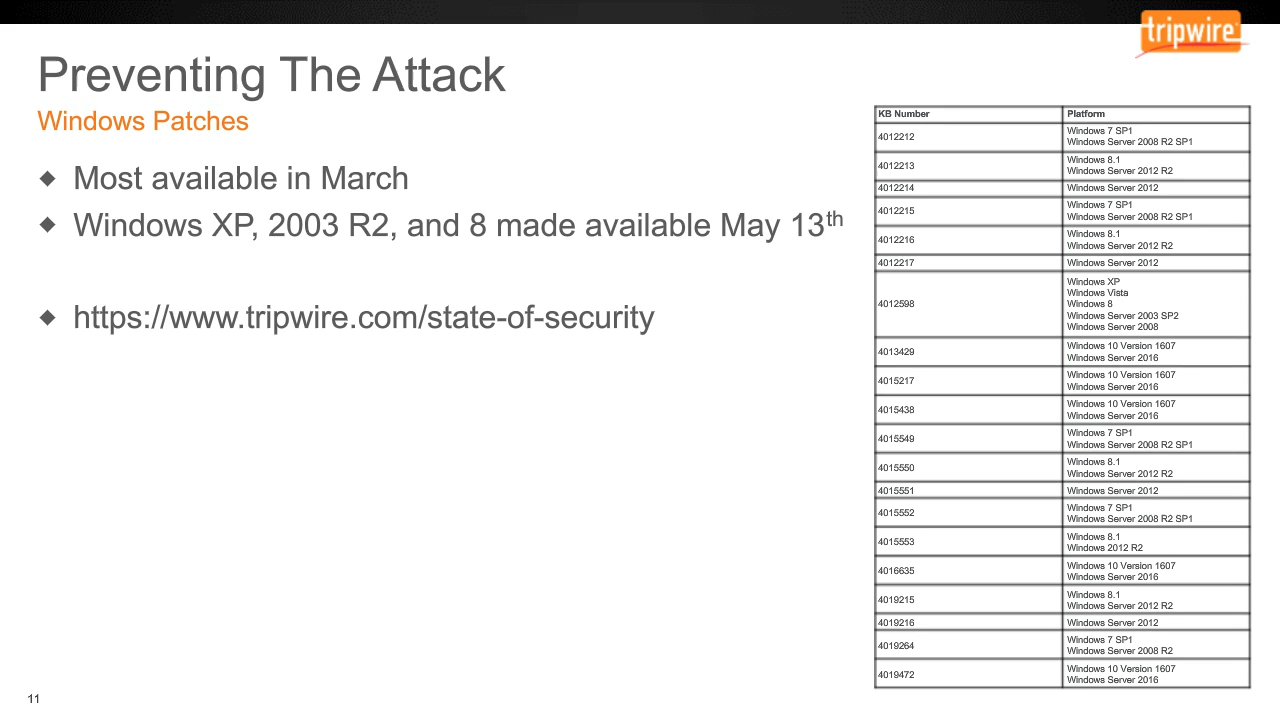 tripwire
Preventing The Attack
Windows Patches
◆ Most available in March
◆ Windows XP, 2003 R2, and 8 made available May 13th
◆ https://www.tripwire.com/state-of-security
KB Number Platform
4012212 Windows 7 SP1
Windows Server 2008 R2 SP1
4012213 Windows 8.1
Windows Server 2012 R2
4012214 Windows Server 2012
4012215 Windows 7 SP1
Windows Server 2008 R2 SP1
4012216 Windows 8.1
Windows Server 2012 R2
4012217 Windows Server 2012
4012598 Windows XP
Windows Vista
Windows 8
Windows Server 2003 SP2
Windows Server 2008
4013429 Windows 10 Version 1607
Windows Server 2016
4015217 Windows 10 Version 1607
Windows Server 2016
4015438 Windows 10 Version 1607
Windows Server 2016
4015549 Windows 7 SP1
Windows Server 2008 R2 SP1
4015550 Windows 8.1
Windows Server 2012 R2
4015551 Windows Server 2012
4015552 Windows 7 SP1
Windows Server 2008 R2 SP1
4015553 Windows 8.1
Windows 2012 R2
4016635 Windows 10 Version 1607
Windows Server 2016
4019215 Windows 8.1
Windows Server 2012 R2
4019216 Windows Server 2012
4019264 Windows 7 SP1
Windows Server 2008 R2
4019472 Windows 10 Version 1607
Windows Server 2016
11